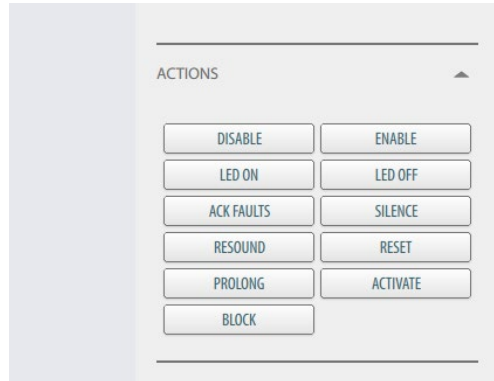 ACTIONS
DISABLE ENABLE
LED ON LED OFF
ACK FAULTS SILENCE
RESOUND RESET
PROLONG ACTIVATE
BLOCK